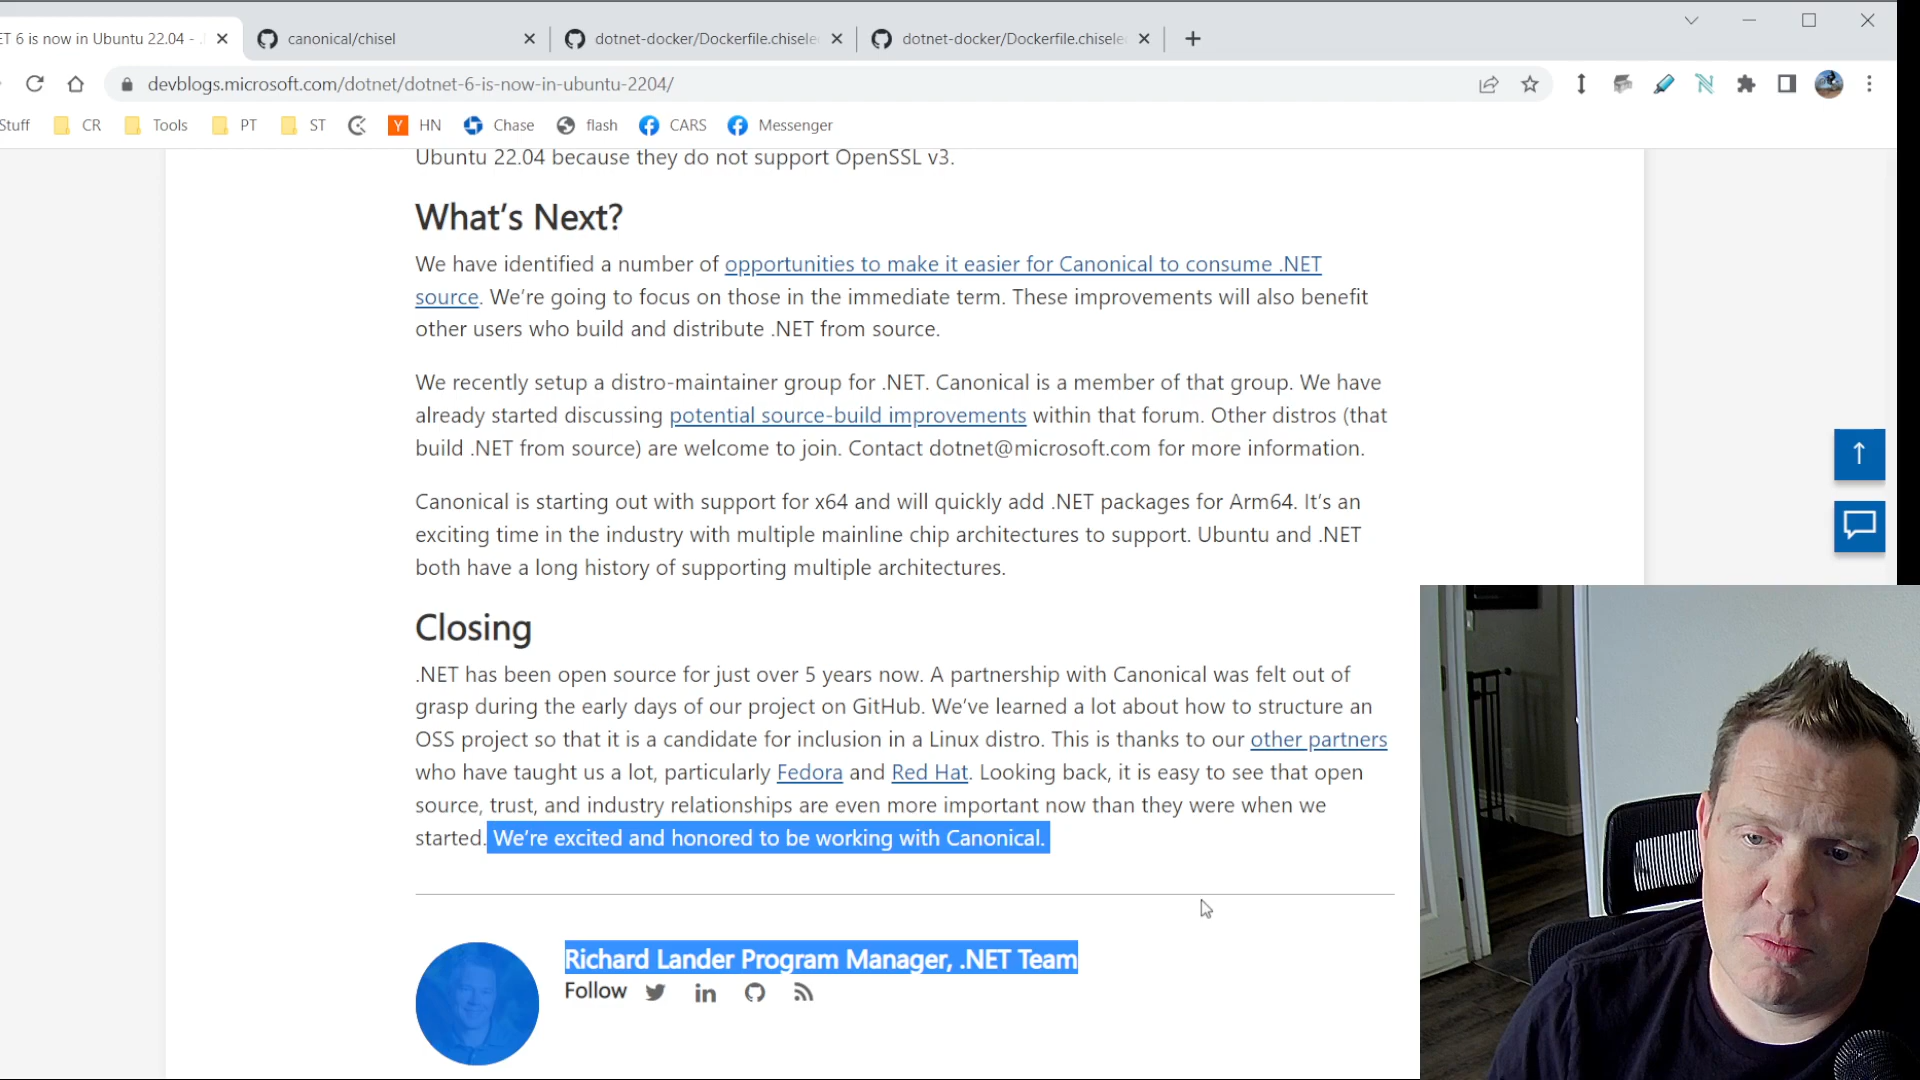 ET 6 is now in Ubuntu 22.04 - .
canonical/chisel
dotnet-docker/Dockerfile.chisele
dotnet-docker/Dockerfile.chisele
devblogs.microsoft.com/dotnet/dotnet-6-is-now-in-ubuntu-2204/
Stuff CR Tools PT ST Y HN Chase flash CARS Messenger
Ubuntu 22.04 because they do not support OpenSSL v3.
What’s Next?
We have identified a number of opportunities to make it easier for Canonical to consume .NET
source. We’re going to focus on those in the immediate term. These improvements will also benefit
other users who build and distribute .NET from source.
We recently setup a distro-maintainer group for .NET. Canonical is a member of that group. We have
already started discussing potential source-build improvements within that forum. Other distros (that
build .NET from source) are welcome to join. Contact dotnet@microsoft.com for more information.
Canonical is starting out with support for x64 and will quickly add .NET packages for Arm64. It’s an
exciting time in the industry with multiple mainline chip architectures to support. Ubuntu and .NET
both have a long history of supporting multiple architectures.
Closing
.NET has been open source for just over 5 years now. A partnership with Canonical was felt out of
grasp during the early days of our project on GitHub. We’ve learned a lot about how to structure an
OSS project so that it is a candidate for inclusion in a Linux distro. This is thanks to our other partners
who have taught us a lot, particularly Fedora and Red Hat. Looking back, it is easy to see that open
source, trust, and industry relationships are even more important now than they were when we
started. We’re excited and honored to be working with Canonical.
Richard Lander Program Manager, .NET Team
Follow